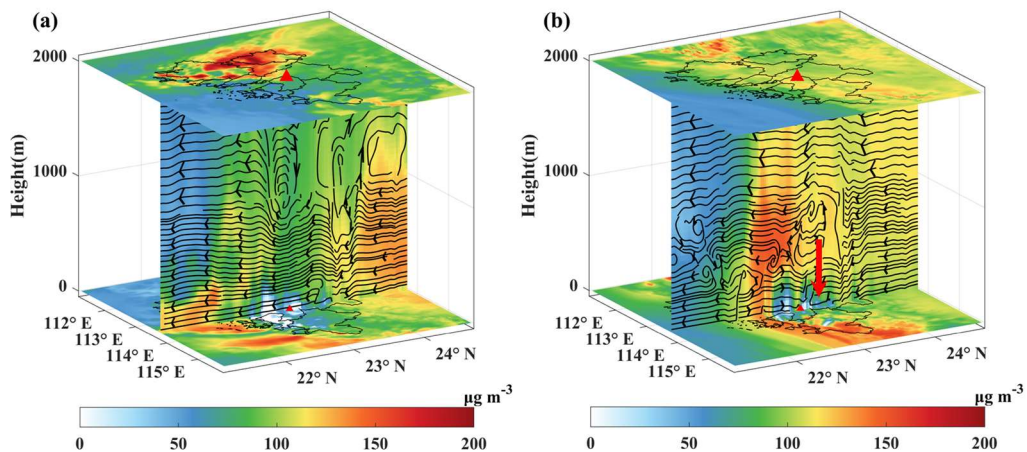 (a)
(b)
2000
2000
Height(m)
Height(m)
1000
1000
0
0
112° E
113° E
114° E
115° E
22° N
23° N
24° N
112° E
113° E
114° E
115° E
22° N
23° N
24° N
µg m-3
µg m-3
0 50 100 150 200
0 50 100 150 200